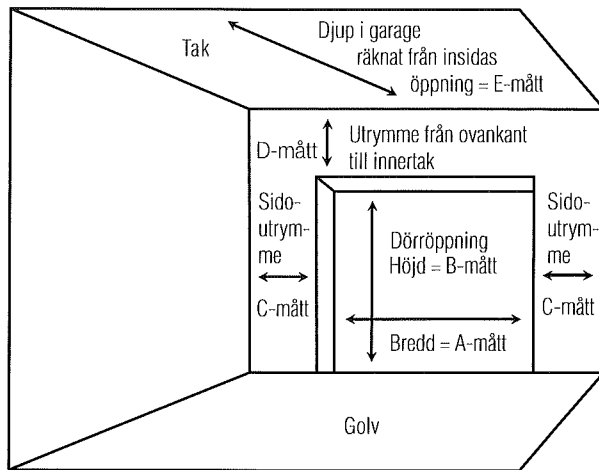 Tak
Djup i garage
räknat från insidas
öppning = E-mått
D-mått
Utrymme från ovankant
till innertak
Sido-
utrym-
me
C-mått
Dörröppning
Höjd = B-mått
Bredd = A-mått
Sido-
utrym-
me
C-mått
Golv